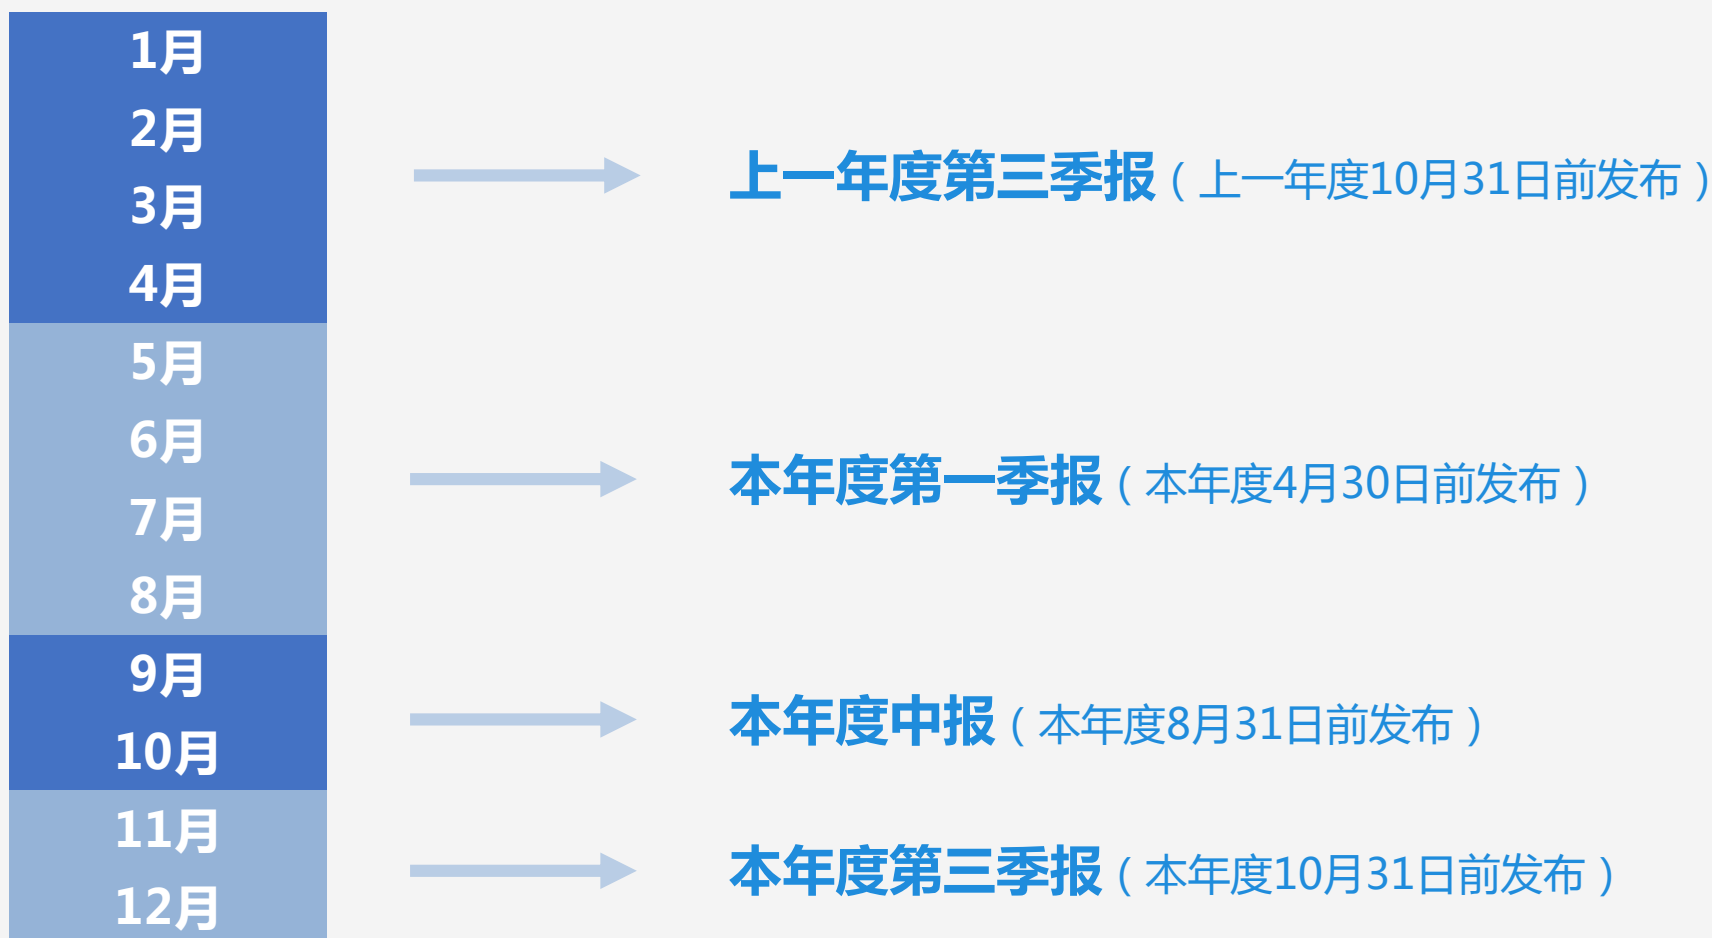 1月
2月
3月
上一年度第三季报（上一年度10月31日前发布）
4月
5月
6月
本年度第一季报（本年度4月30日前发布）
7月
8月
9月
本年度中报（本年度8月31日前发布）
10月
11月
本年度第三季报（本年度10月31日前发布）
12月